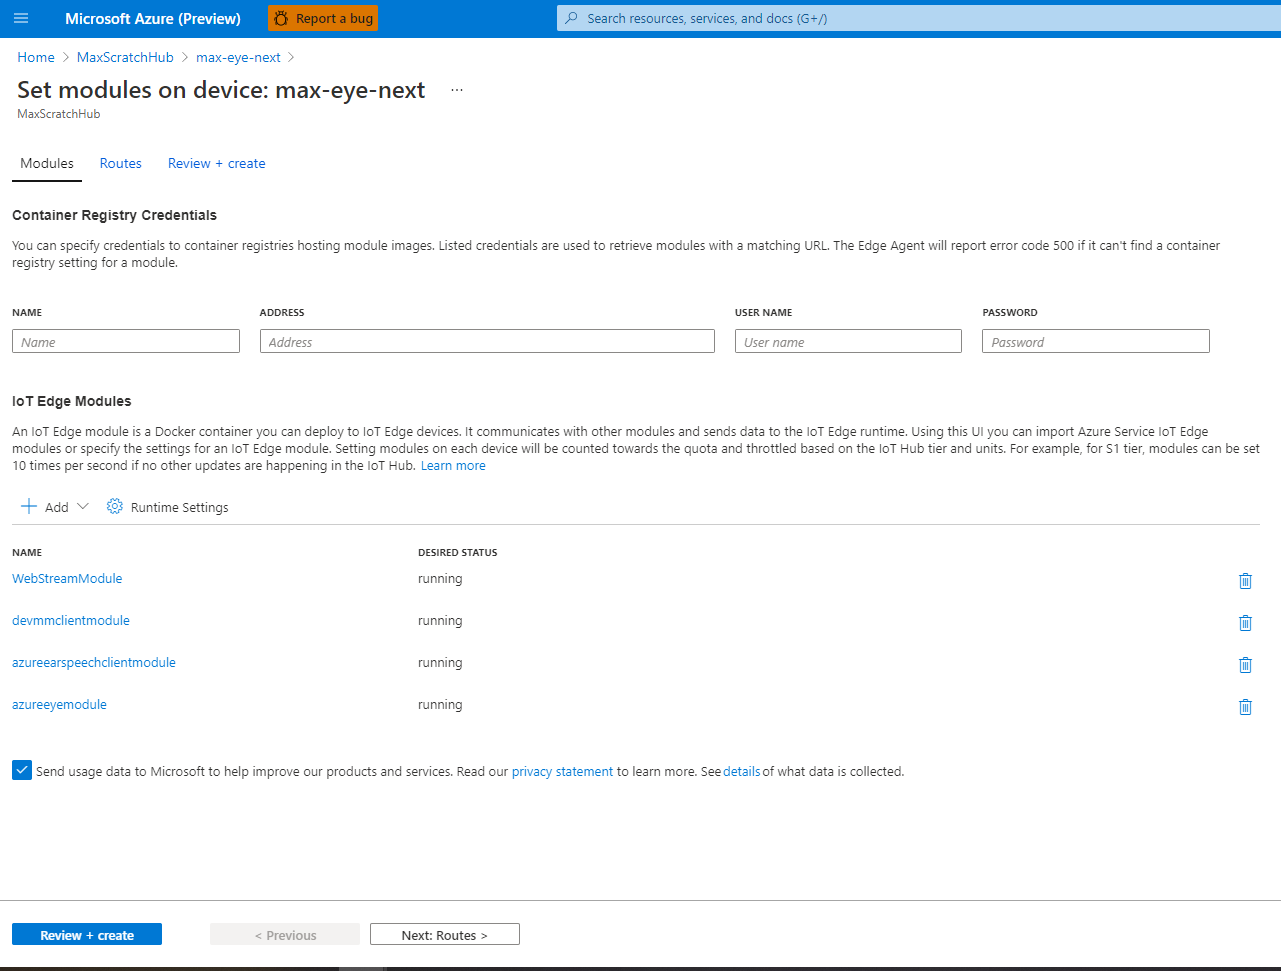 Microsoft Azure (Preview)
Report a bug
Search resources, services, and docs (G+/)
Home > MaxScratchHub > max-eye-next >
Set modules on device: max-eye-next ...
MaxScratchHub
Modules Routes Review + create
Container Registry Credentials
You can specify credentials to container registries hosting module images. Listed credentials are used to retrieve modules with a matching URL. The Edge Agent will report error code 500 if it can't find a container
registry setting for a module.
NAME ADDRESS USER NAME PASSWORD
Name Address User name Password
IoT Edge Modules
An IoT Edge module is a Docker container you can deploy to IoT Edge devices. It communicates with other modules and sends data to the IoT Edge runtime. Using this UI you can import Azure Service IoT Edge
modules or specify the settings for an IoT Edge module. Setting modules on each device will be counted towards the quota and throttled based on the IoT Hub tier and units. For example, for S1 tier, modules can be set
10 times per second if no other updates are happening in the IoT Hub. Learn more
Add Runtime Settings
NAME DESIRED STATUS
WebStreamModule running
devmmclientmodule running
azureearspeechclientmodule running
azureeyemodule running
Send usage data to Microsoft to help improve our products and services. Read our privacy statement to learn more. See details of what data is collected.
Review + create < Previous Next: Routes >